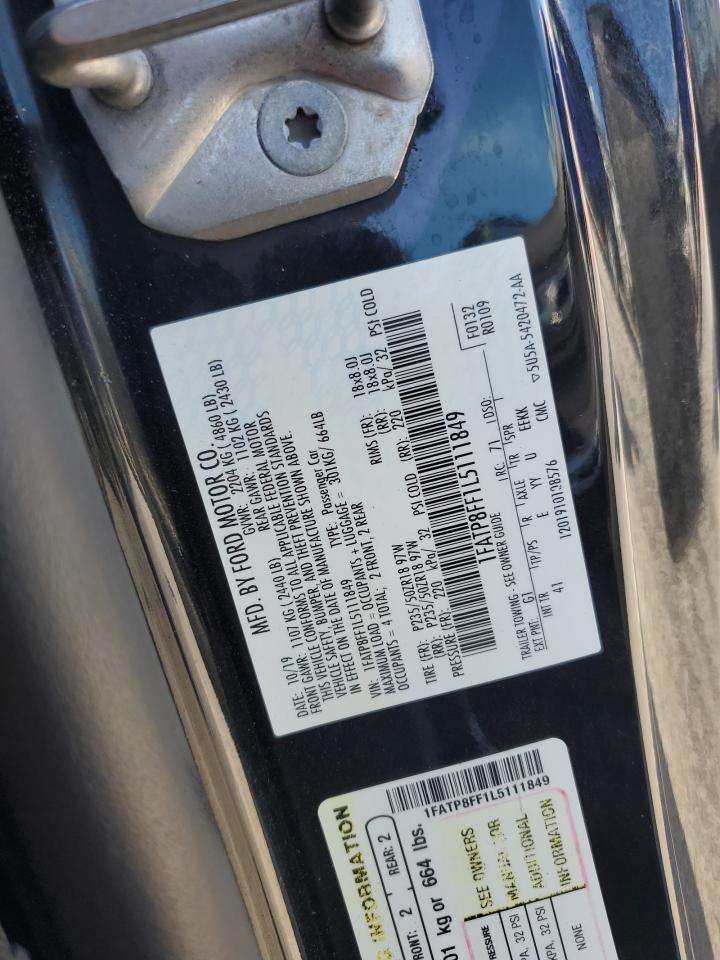 MFD. BY FORD MOTOR CO.
DATE: 10/19
GVWR: 2204 KG ( 4860 LB)
FRONT GAWR: 1107 KG ( 2440 LB)
REAR GAWR: 1102 KG ( 2430 LB)
THIS VEHICLE CONFORMS TO ALL APPLICABLE FEDERAL MOTOR
VEHICLE SAFETY, BUMPER, AND THEFT PREVENTION STANDARDS
IN EFFECT ON THE DATE OF MANUFACTURE SHOWN ABOVE.
VIN: 1FATP8FF1L5111849
TYPE: Passenger Car
MAXIMUM LOAD = OCCUPANTS + LUGGAGE = 301KG/ 664LB
OCCUPANTS = 4 TOTAL; 2 FRONT, 2 REAR
TIRE (FR): P235/50ZR18 97W RIMS (FR): 18x8.0J
(RR): P235/50ZR18 97W (RR): 18x8.0J
PRESSURE (FR): 220 kPa/ 32 PSI COLD (RR): 220 kPa/ 32 PSI COLD
1FATP8FF1L5111849
F0132
R0109
TRAILER TOWING - SEE OWNER GUIDE
EXT PNT: G1 RC: 71 DSO:
INT TR TP/PS R AXLE TR SPR
41 E YY U EEKK
1201910128576 CMC
▽5U5A-5420472-AA
INFORMATION
FRONT: 2 REAR: 2
kg or 664 lbs.
1FATP8FF1L5111849
SEE OWNERS
MANUAL FOR
ADDITIONAL
INFORMATION
32 PSI
KPA, 32 PSI
NONE